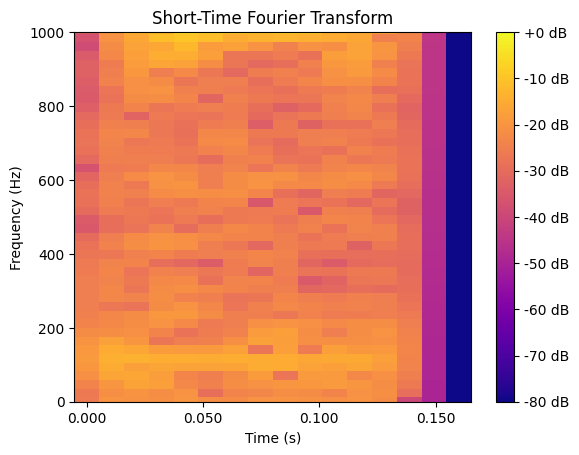 Short-Time Fourier Transform
Frequency (Hz)
1000
800
600
400
200
0
0.000
0.050
0.100
0.150
Time (s)
+0 dB
-10 dB
-20 dB
-30 dB
-40 dB
-50 dB
-60 dB
-70 dB
-80 dB